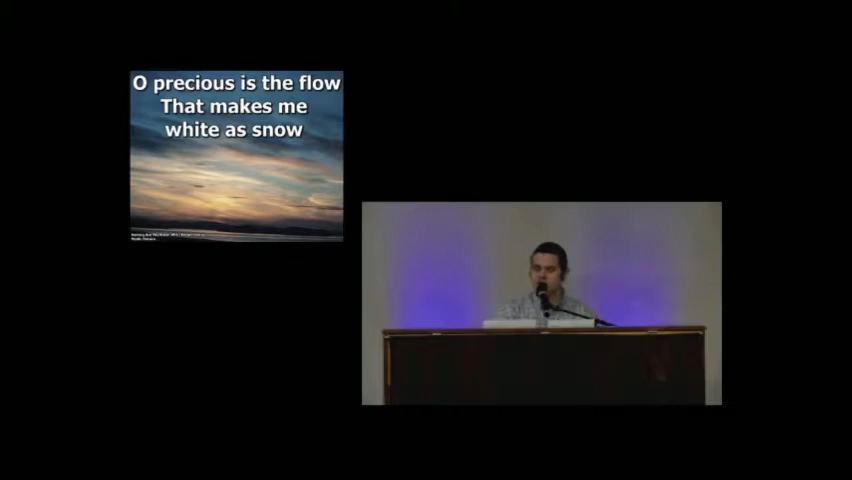 O precious is the flow
That makes me
white as snow